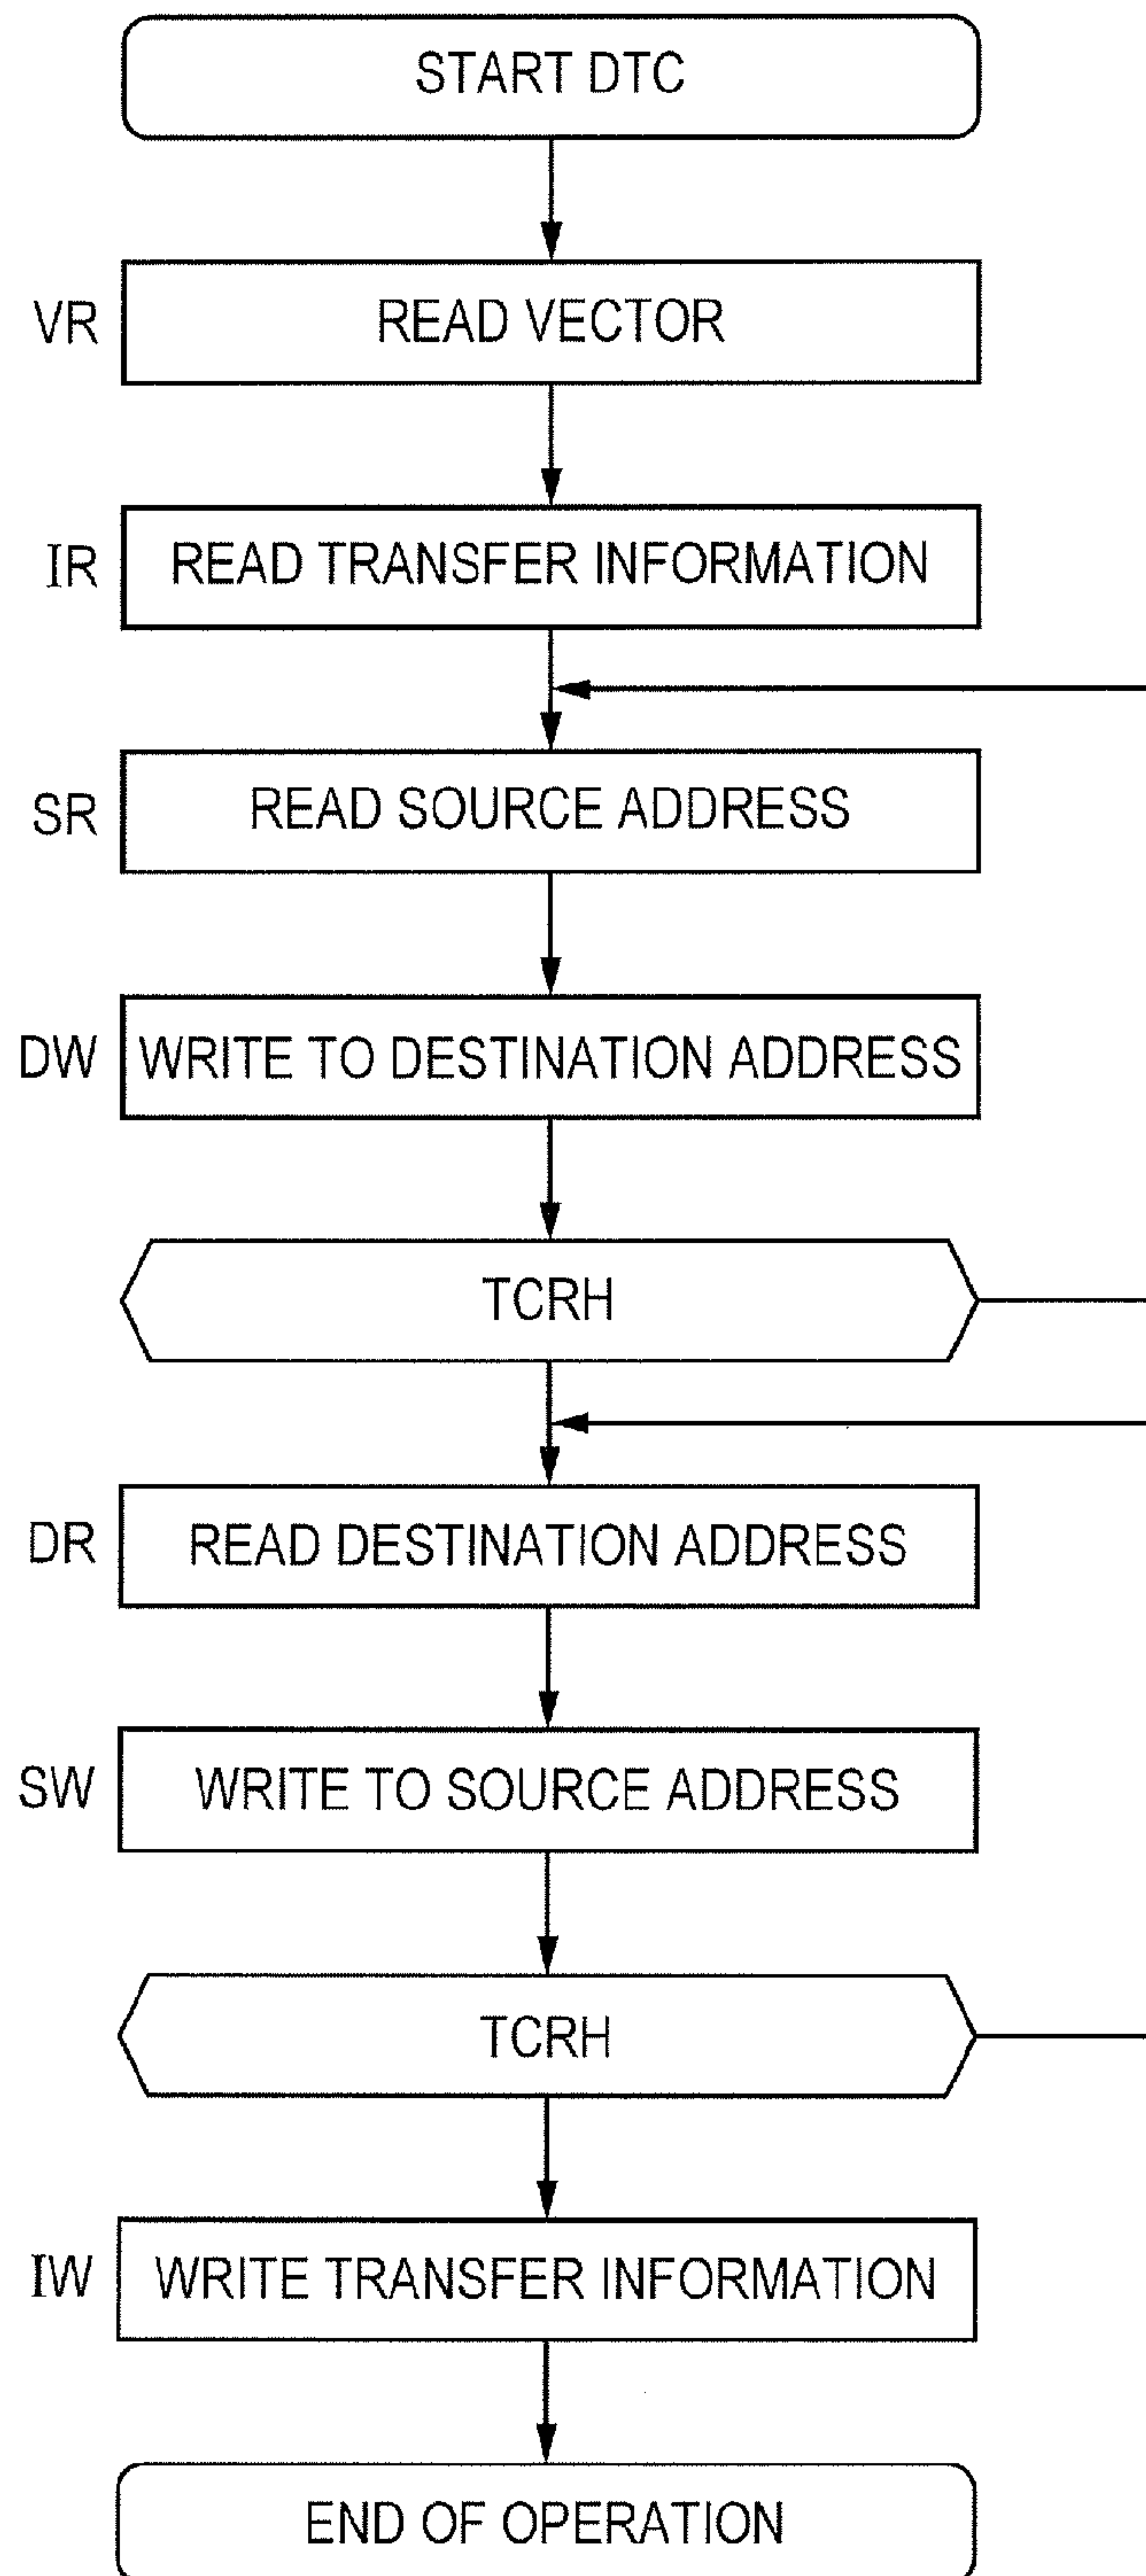 START DTC
VR READ VECTOR
IR READ TRANSFER INFORMATION
SR READ SOURCE ADDRESS
DW WRITE TO DESTINATION ADDRESS
TCRH
DR READ DESTINATION ADDRESS
SW WRITE TO SOURCE ADDRESS
TCRH
IW WRITE TRANSFER INFORMATION
END OF OPERATION